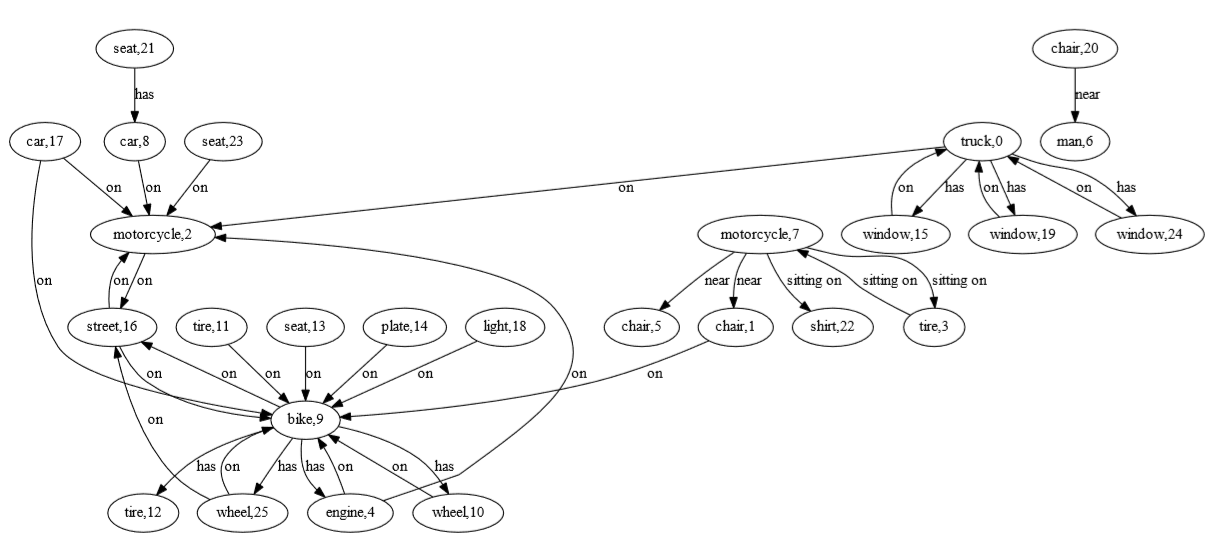 seat,21
chair,20
has
near
car,17
car,8
seat,23
truck,0
man,6
on
on
on
on
on
has
on
has
on
has
motorcycle,2
motorcycle,7
window,15
window,19
window,24
on
on
on
near
near
sitting on
sitting on
sitting on
street,16
tire,11
seat,13
plate,14
light,18
chair,5
chair,1
shirt,22
tire,3
on
on
on
on
on
on
on
on
bike,9
on
has
on
has
has
on
on
has
tire,12
wheel,25
engine,4
wheel,10